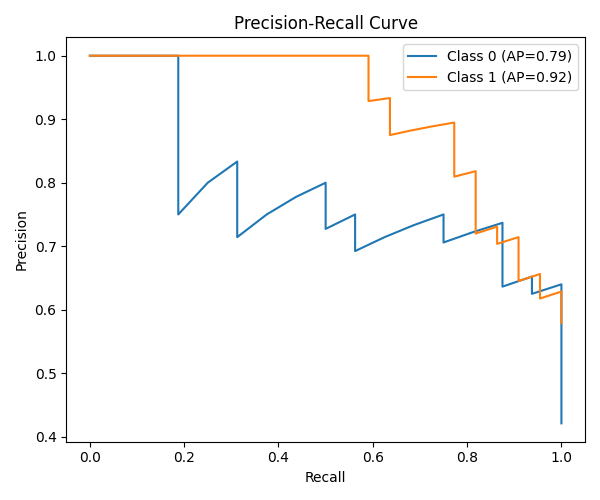 Precision-Recall Curve
Class 0 (AP=0.79)
Class 1 (AP=0.92)
1.0
0.9
0.8
0.7
0.6
0.5
0.4
Precision
0.0 0.2 0.4 0.6 0.8 1.0
Recall